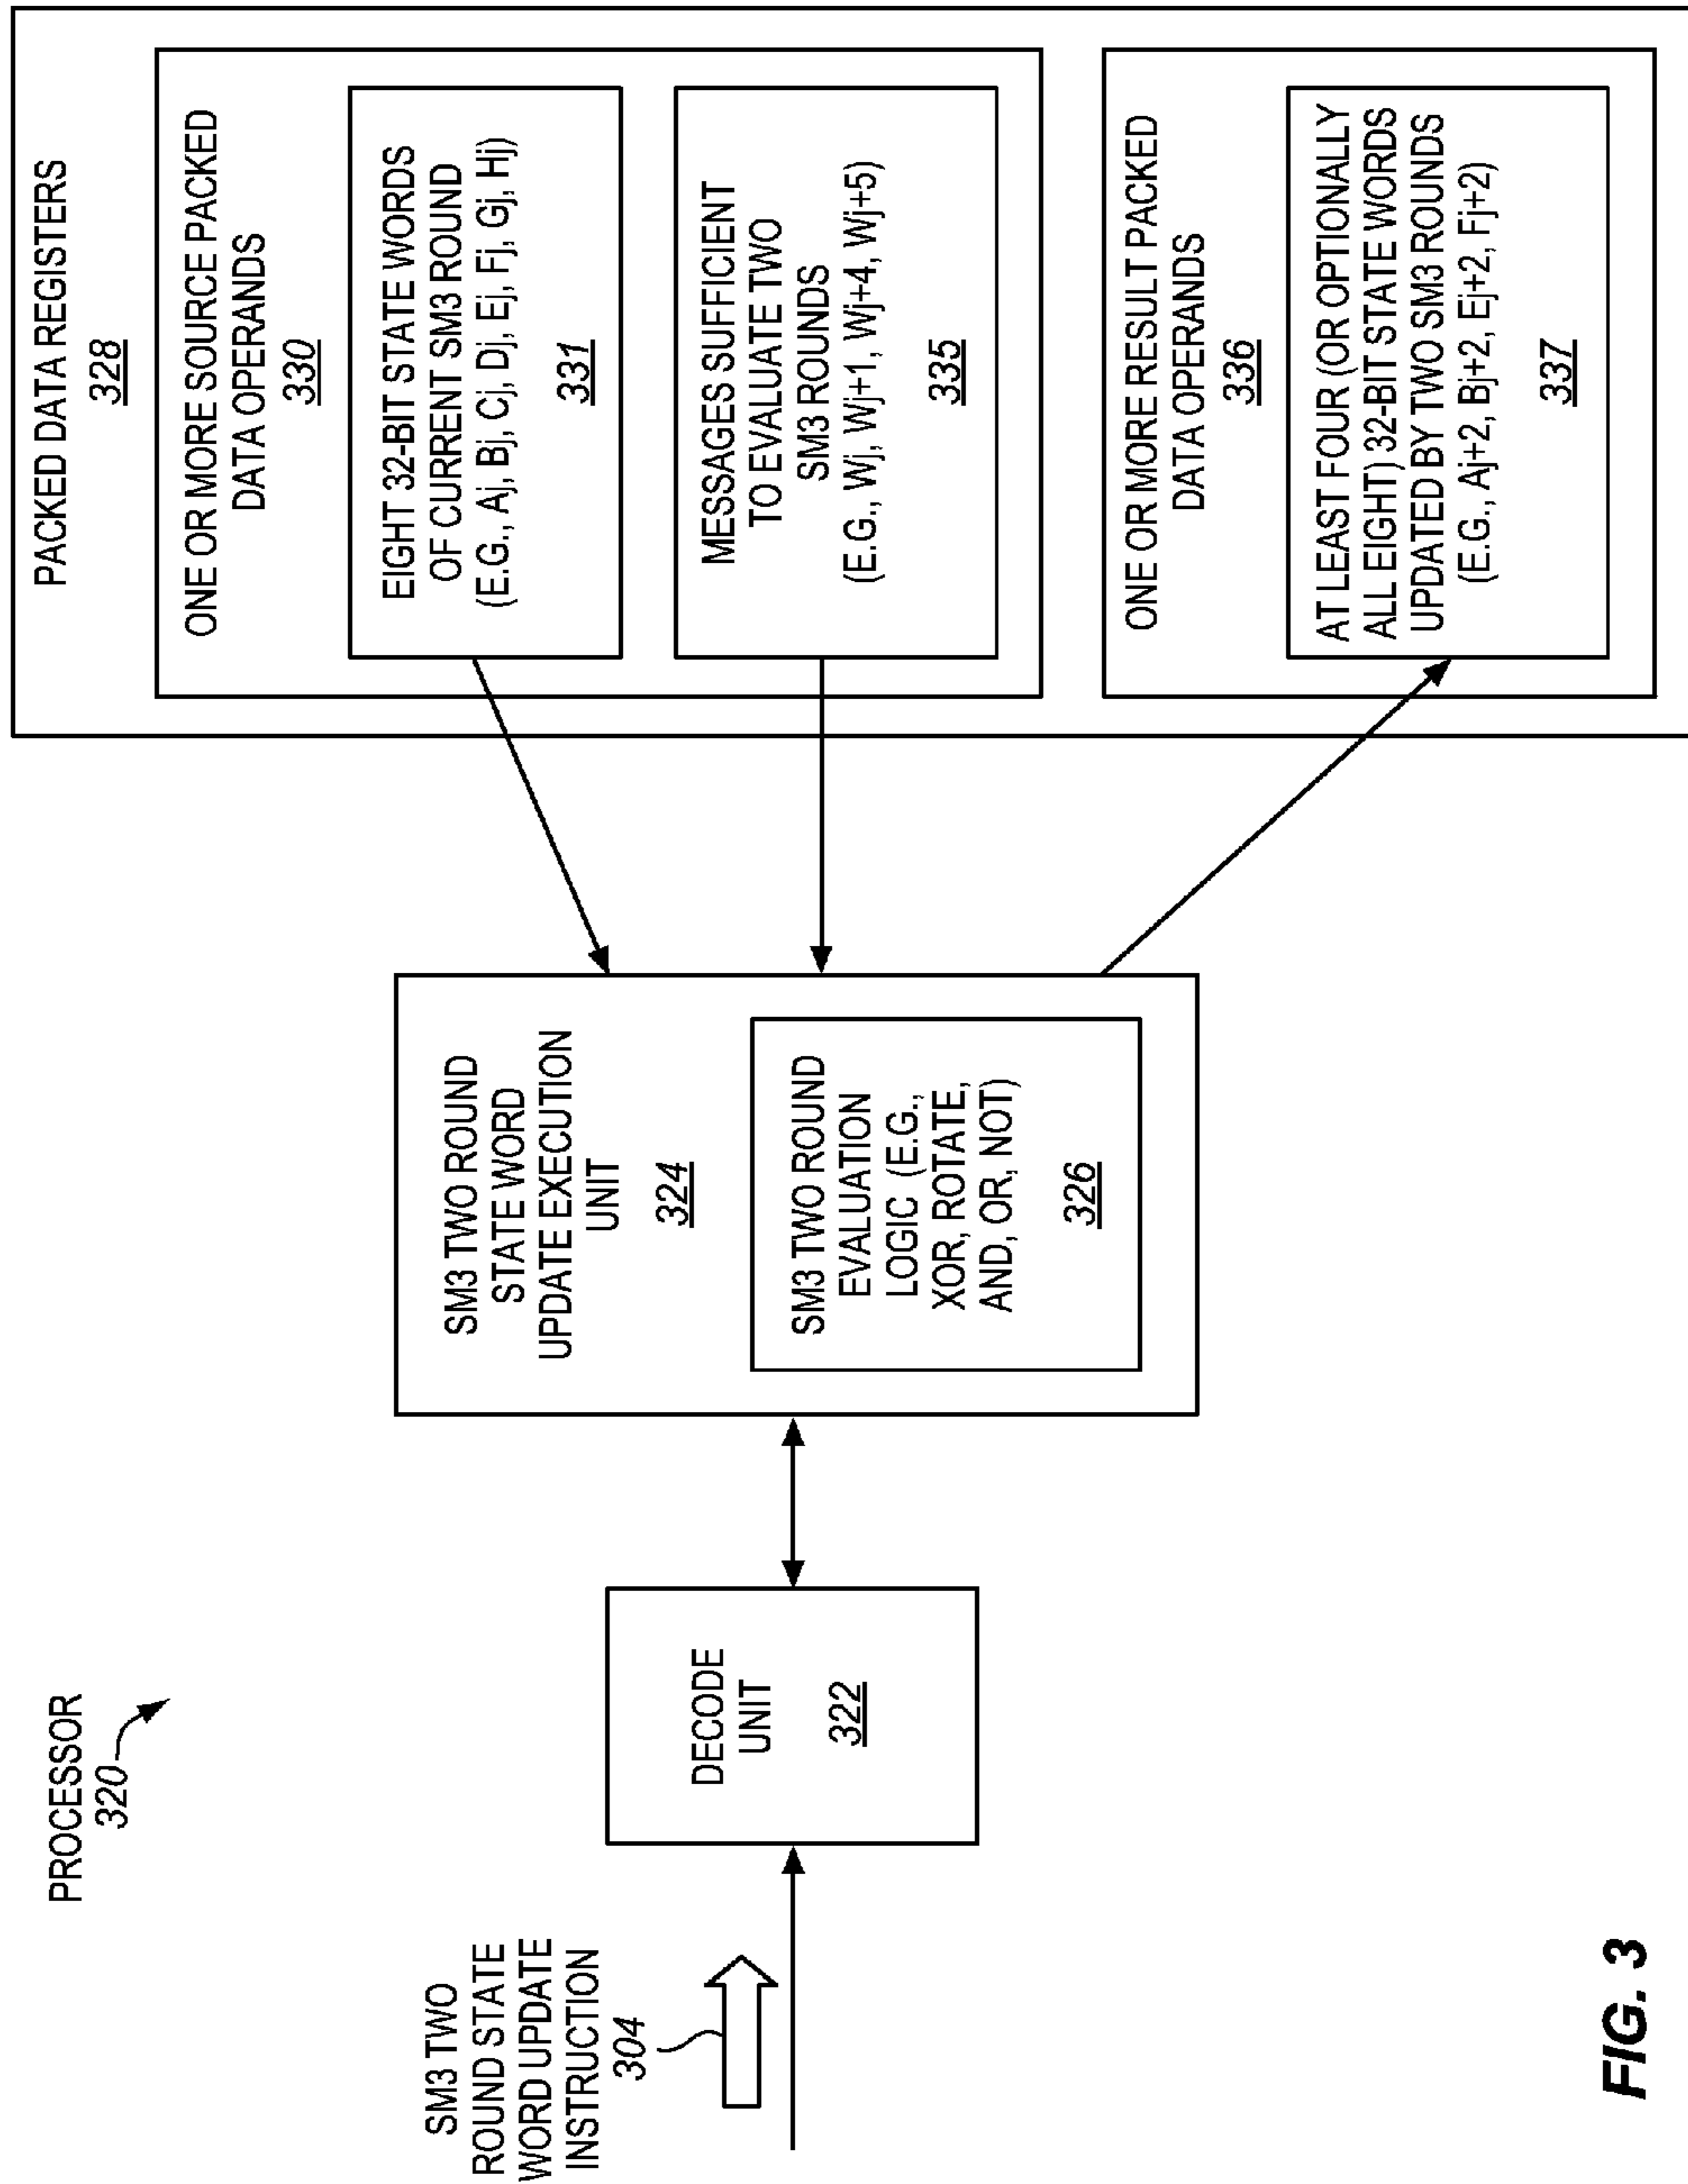 PROCESSOR
320
SM3 TWO
ROUND STATE
WORD UPDATE
INSTRUCTION
304
DECODE
UNIT
322
SM3 TWO ROUND
STATE WORD
UPDATE EXECUTION
UNIT
324
SM3 TWO ROUND
EVALUATION
LOGIC (E.G.,
XOR, ROTATE,
AND, OR, NOT)
326
PACKED DATA REGISTERS
328
ONE OR MORE SOURCE PACKED
DATA OPERANDS
330
EIGHT 32-BIT STATE WORDS
OF CURRENT SM3 ROUND
(E.G., Aj, Bj, Cj, Dj, Ej, Fj, Gj, Hj)
331
MESSAGES SUFFICIENT
TO EVALUATE TWO
SM3 ROUNDS
(E.G., Wj, Wj+1, Wj+4, Wj+5)
335
ONE OR MORE RESULT PACKED
DATA OPERANDS
336
AT LEAST FOUR (OR OPTIONALLY
ALL EIGHT) 32-BIT STATE WORDS
UPDATED BY TWO SM3 ROUNDS
(E.G., Aj+2, Bj+2, Ej+2, Fj+2)
337
FIG. 3